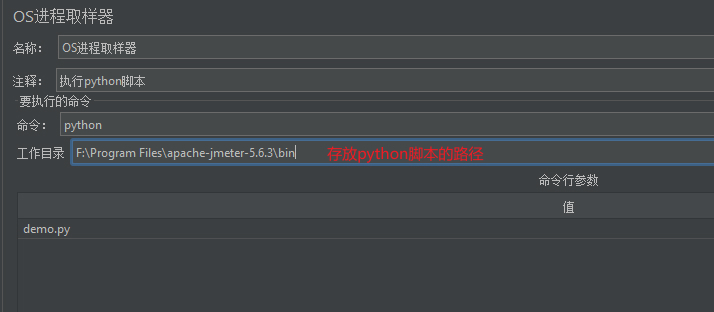 OS进程取样器
名称： OS进程取样器
注释： 执行python脚本
要执行的命令
命令： python
工作目录 F:\Program Files\apache-jmeter-5.6.3\bin 存放python脚本的路径
命令行参数
值
demo.py